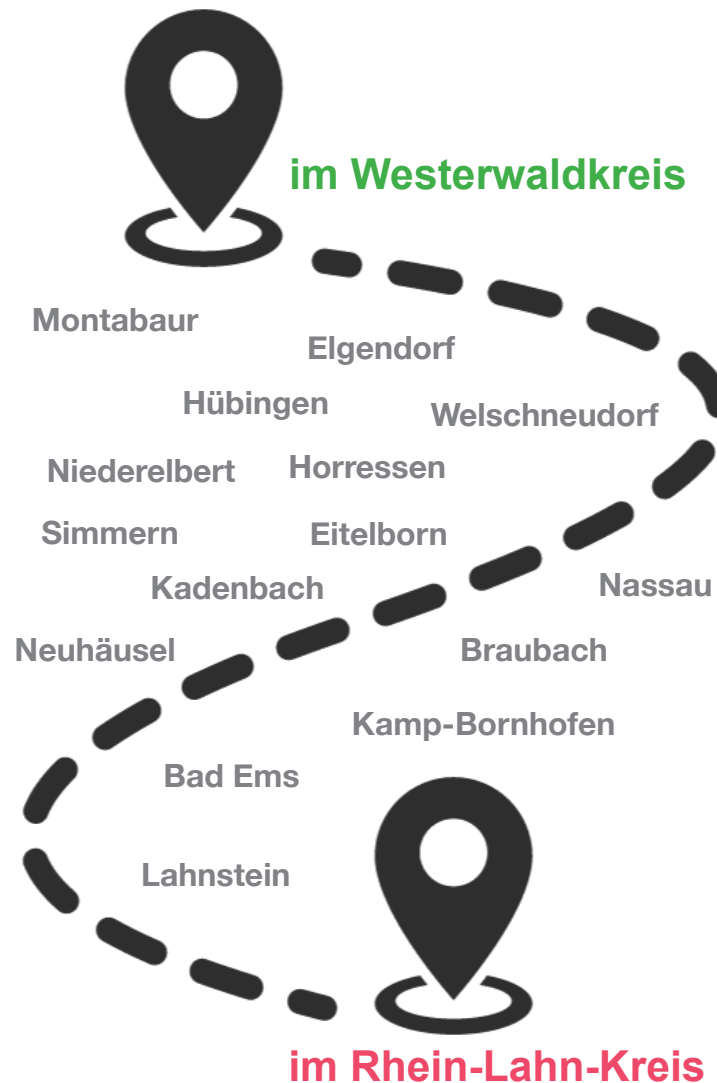 im Westerwaldkreis
Montabaur
Elgendorf
Hübingen
Welschneudorf
Niederelbert
Horressen
Simmern
Eitelborn
Kadenbach
Nassau
Neuhäusel
Braubach
Kamp-Bornhofen
Bad Ems
Lahnstein
im Rhein-Lahn-Kreis